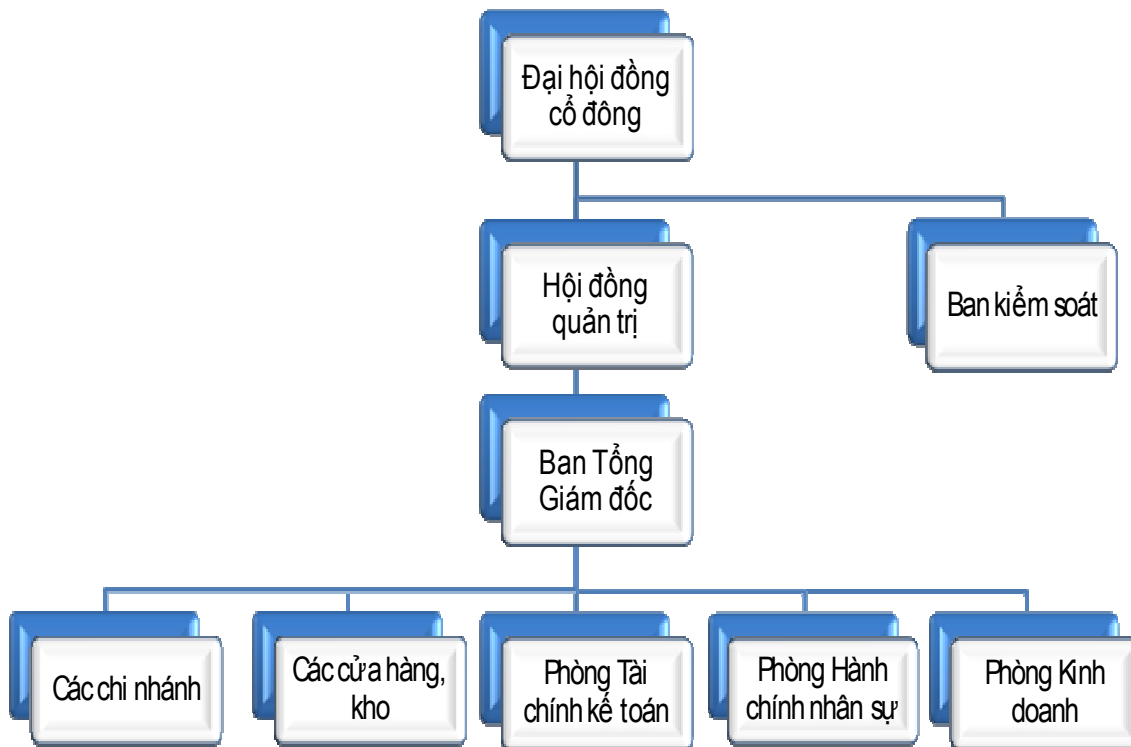 Đại hội đồng
cổ đông
Hội đồng
quản trị
Ban kiểm soát
Ban Tổng
Giám đốc
Các chi nhánh
Các cửa hàng,
kho
Phòng Tài
chính kế toán
Phòng Hành
chính nhân sự
Phòng Kinh
doanh